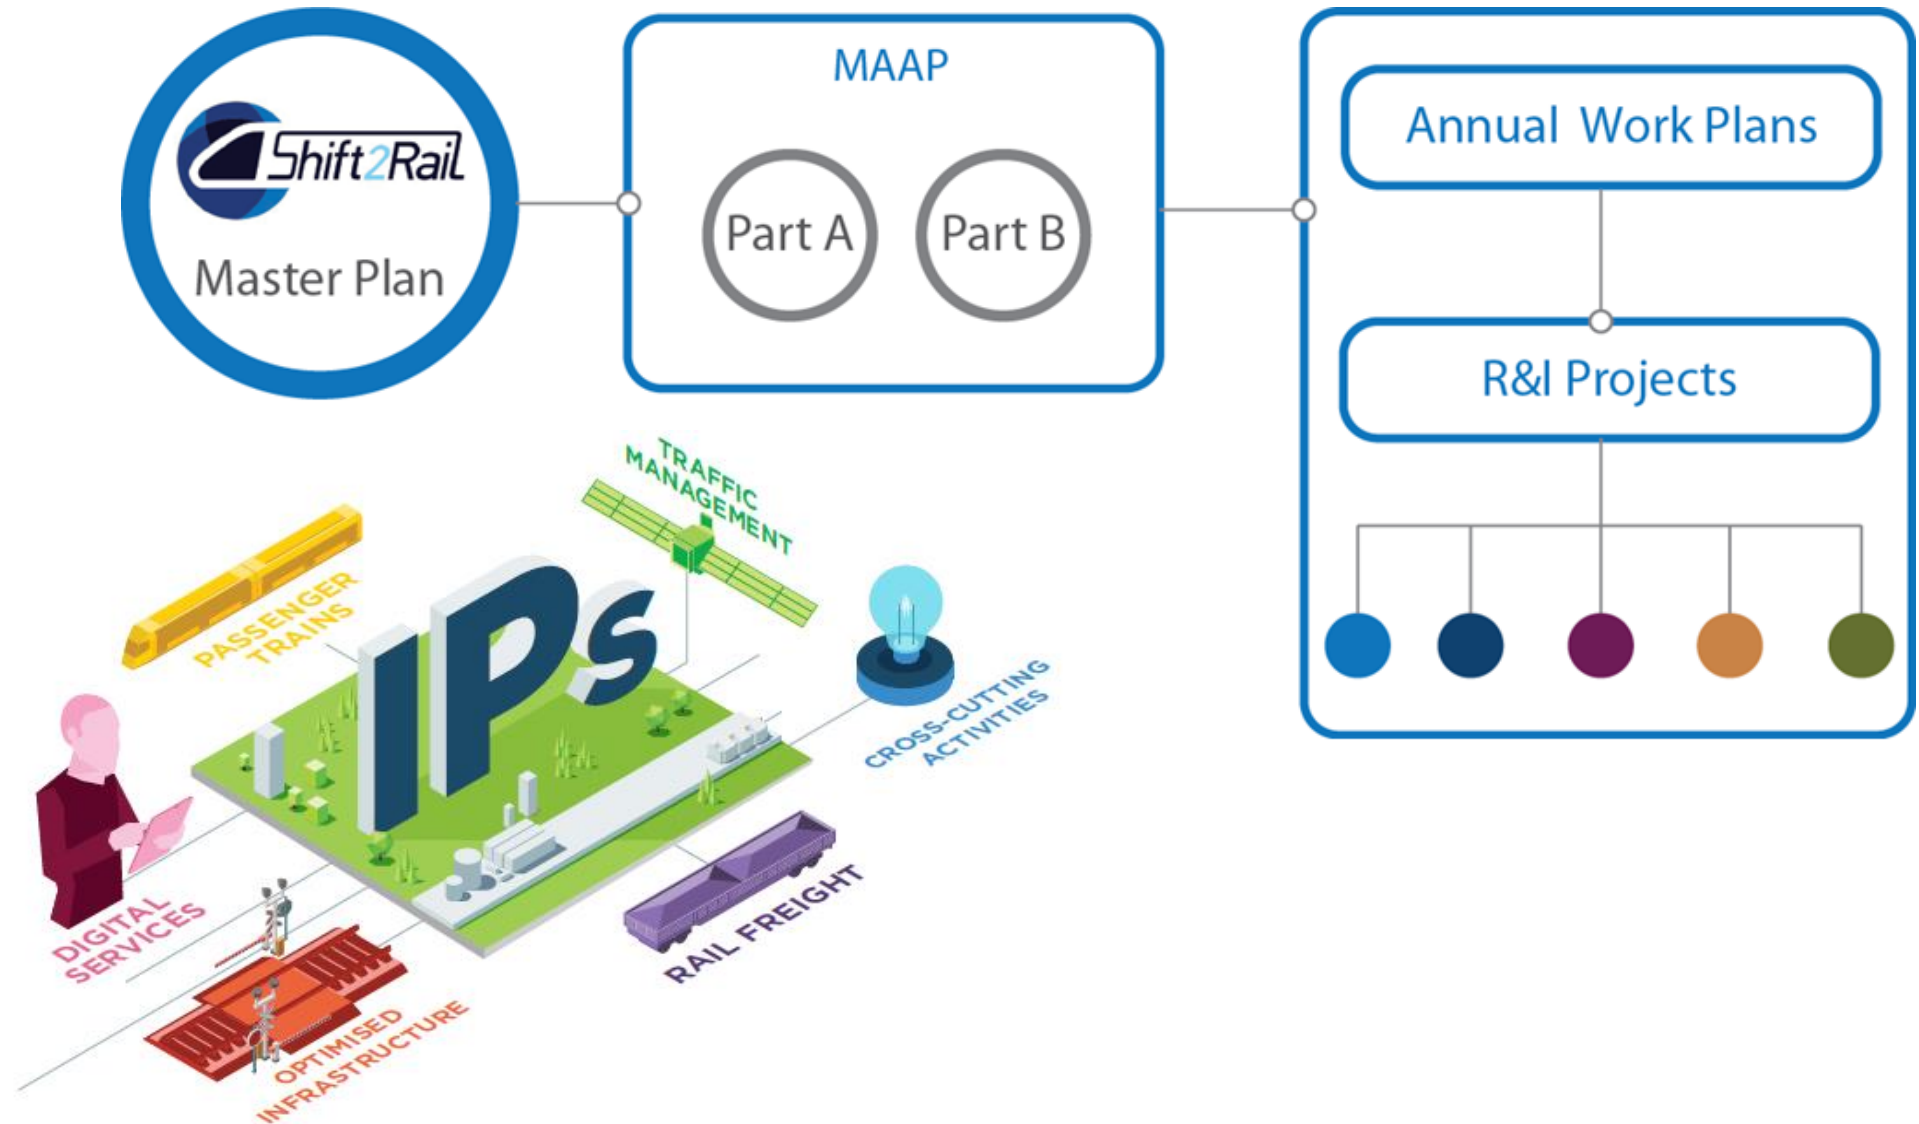 Shift2Rail
Master Plan
MAAP
Part A
Part B
Annual Work Plans
R&I Projects
TRAFFIC
MANAGEMENT
PASSENGER
TRAINS
IPs
CROSS-CUTTING
ACTIVITIES
DIGITAL
SERVICES
RAIL FREIGHT
OPTIMISED
INFRASTRUCTURE